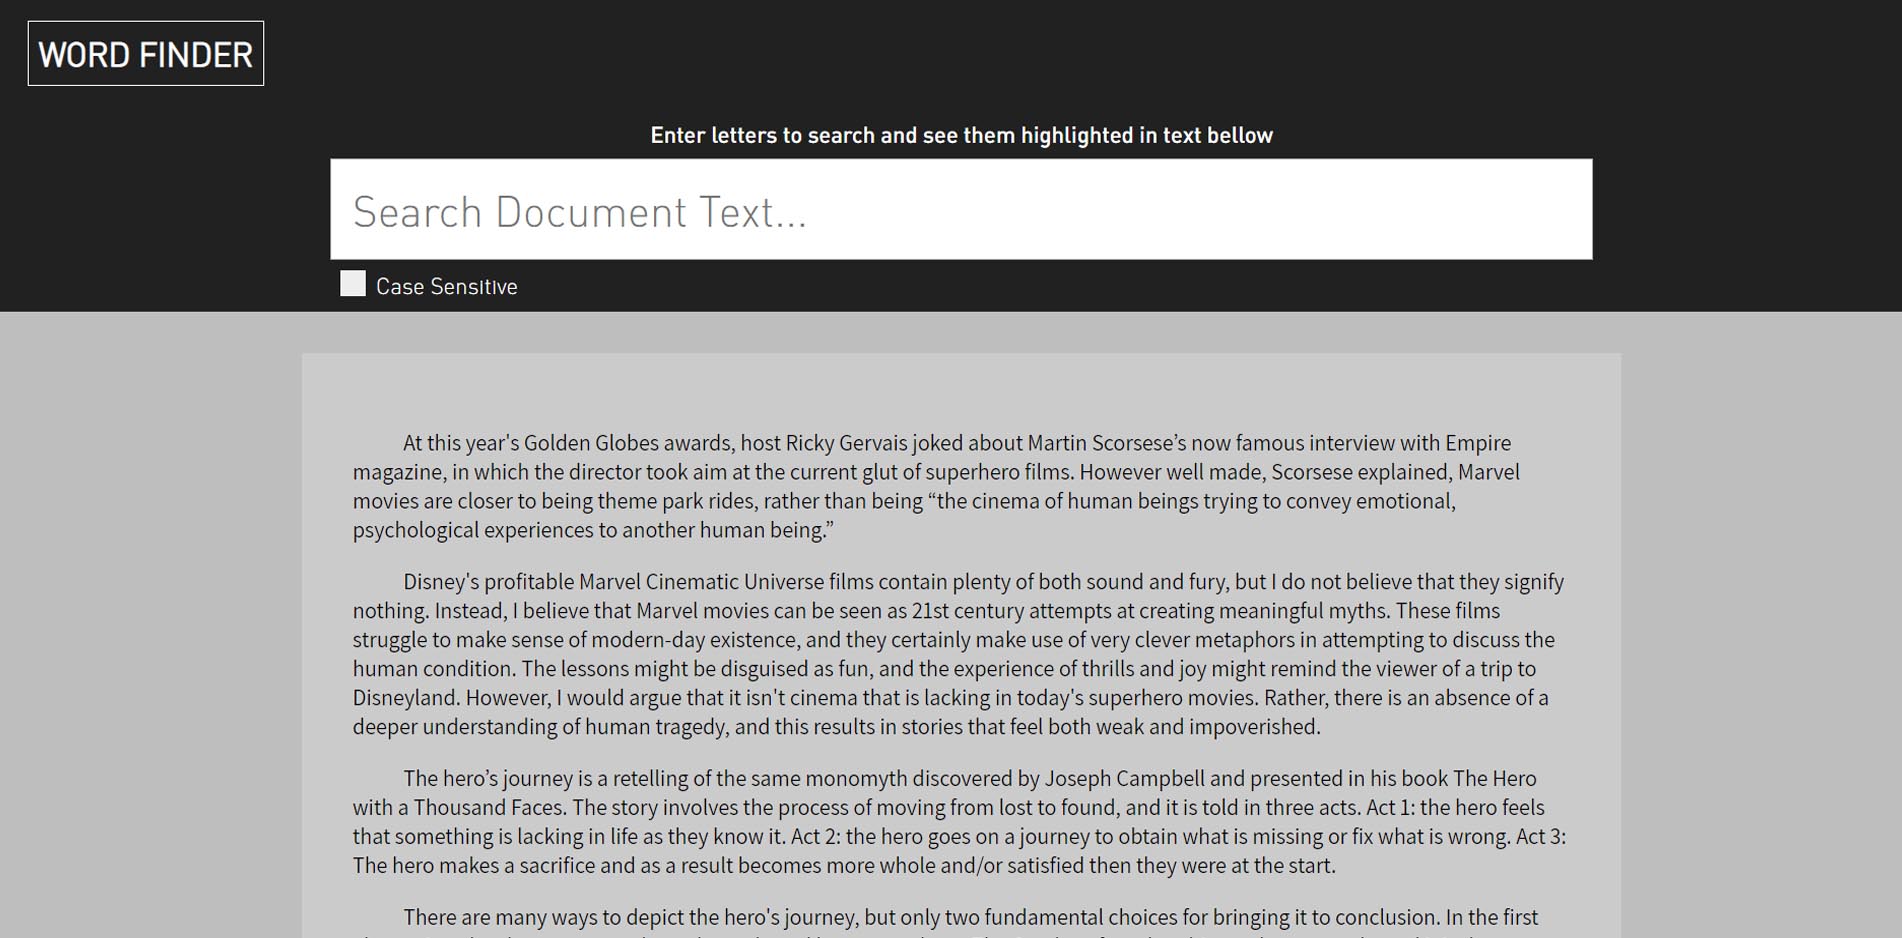 WORD FINDER
Enter letters to search and see them highlighted in text bellow
Search Document Text...
Case Sensitive
At this year's Golden Globes awards, host Ricky Gervais joked about Martin Scorsese’s now famous interview with Empire
magazine, in which the director took aim at the current glut of superhero films. However well made, Scorsese explained, Marvel
movies are closer to being theme park rides, rather than being “the cinema of human beings trying to convey emotional,
psychological experiences to another human being.”
Disney's profitable Marvel Cinematic Universe films contain plenty of both sound and fury, but I do not believe that they signify
nothing. Instead, I believe that Marvel movies can be seen as 21st century attempts at creating meaningful myths. These films
struggle to make sense of modern-day existence, and they certainly make use of very clever metaphors in attempting to discuss the
human condition. The lessons might be disguised as fun, and the experience of thrills and joy might remind the viewer of a trip to
Disneyland. However, I would argue that it isn't cinema that is lacking in today's superhero movies. Rather, there is an absence of a
deeper understanding of human tragedy, and this results in stories that feel both weak and impoverished.
The hero’s journey is a retelling of the same monomyth discovered by Joseph Campbell and presented in his book The Hero
with a Thousand Faces. The story involves the process of moving from lost to found, and it is told in three acts. Act 1: the hero feels
that something is lacking in life as they know it. Act 2: the hero goes on a journey to obtain what is missing or fix what is wrong. Act 3:
The hero makes a sacrifice and as a result becomes more whole and/or satisfied then they were at the start.
There are many ways to depict the hero's journey, but only two fundamental choices for bringing it to conclusion. In the first